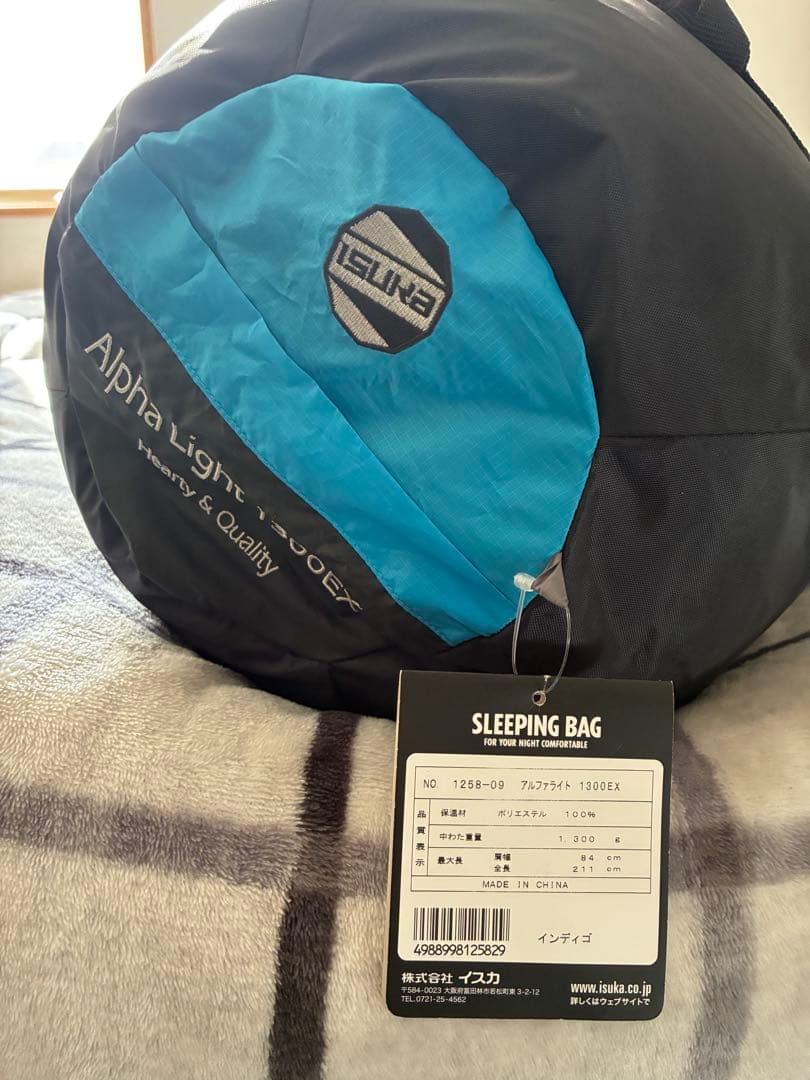 ISUKA
Alpha Light 1300EX
Hearty & Quality
SLEEPING BAG
FOR YOUR NIGHT COMFORTABLE
NO. 1258-09 アルファライト 1300EX
品質表示
保温材 ポリエステル 100%
中わた重量 1,300 g
最大長 肩幅 84 cm
全長 211 cm
MADE IN CHINA
4988998125829
インディゴ
株式会社 イスカ
〒584-0023 大阪府富田林市若松町東3-2-12
TEL.0721-25-4562
www.isuka.co.jp
詳しくはウェブサイトで